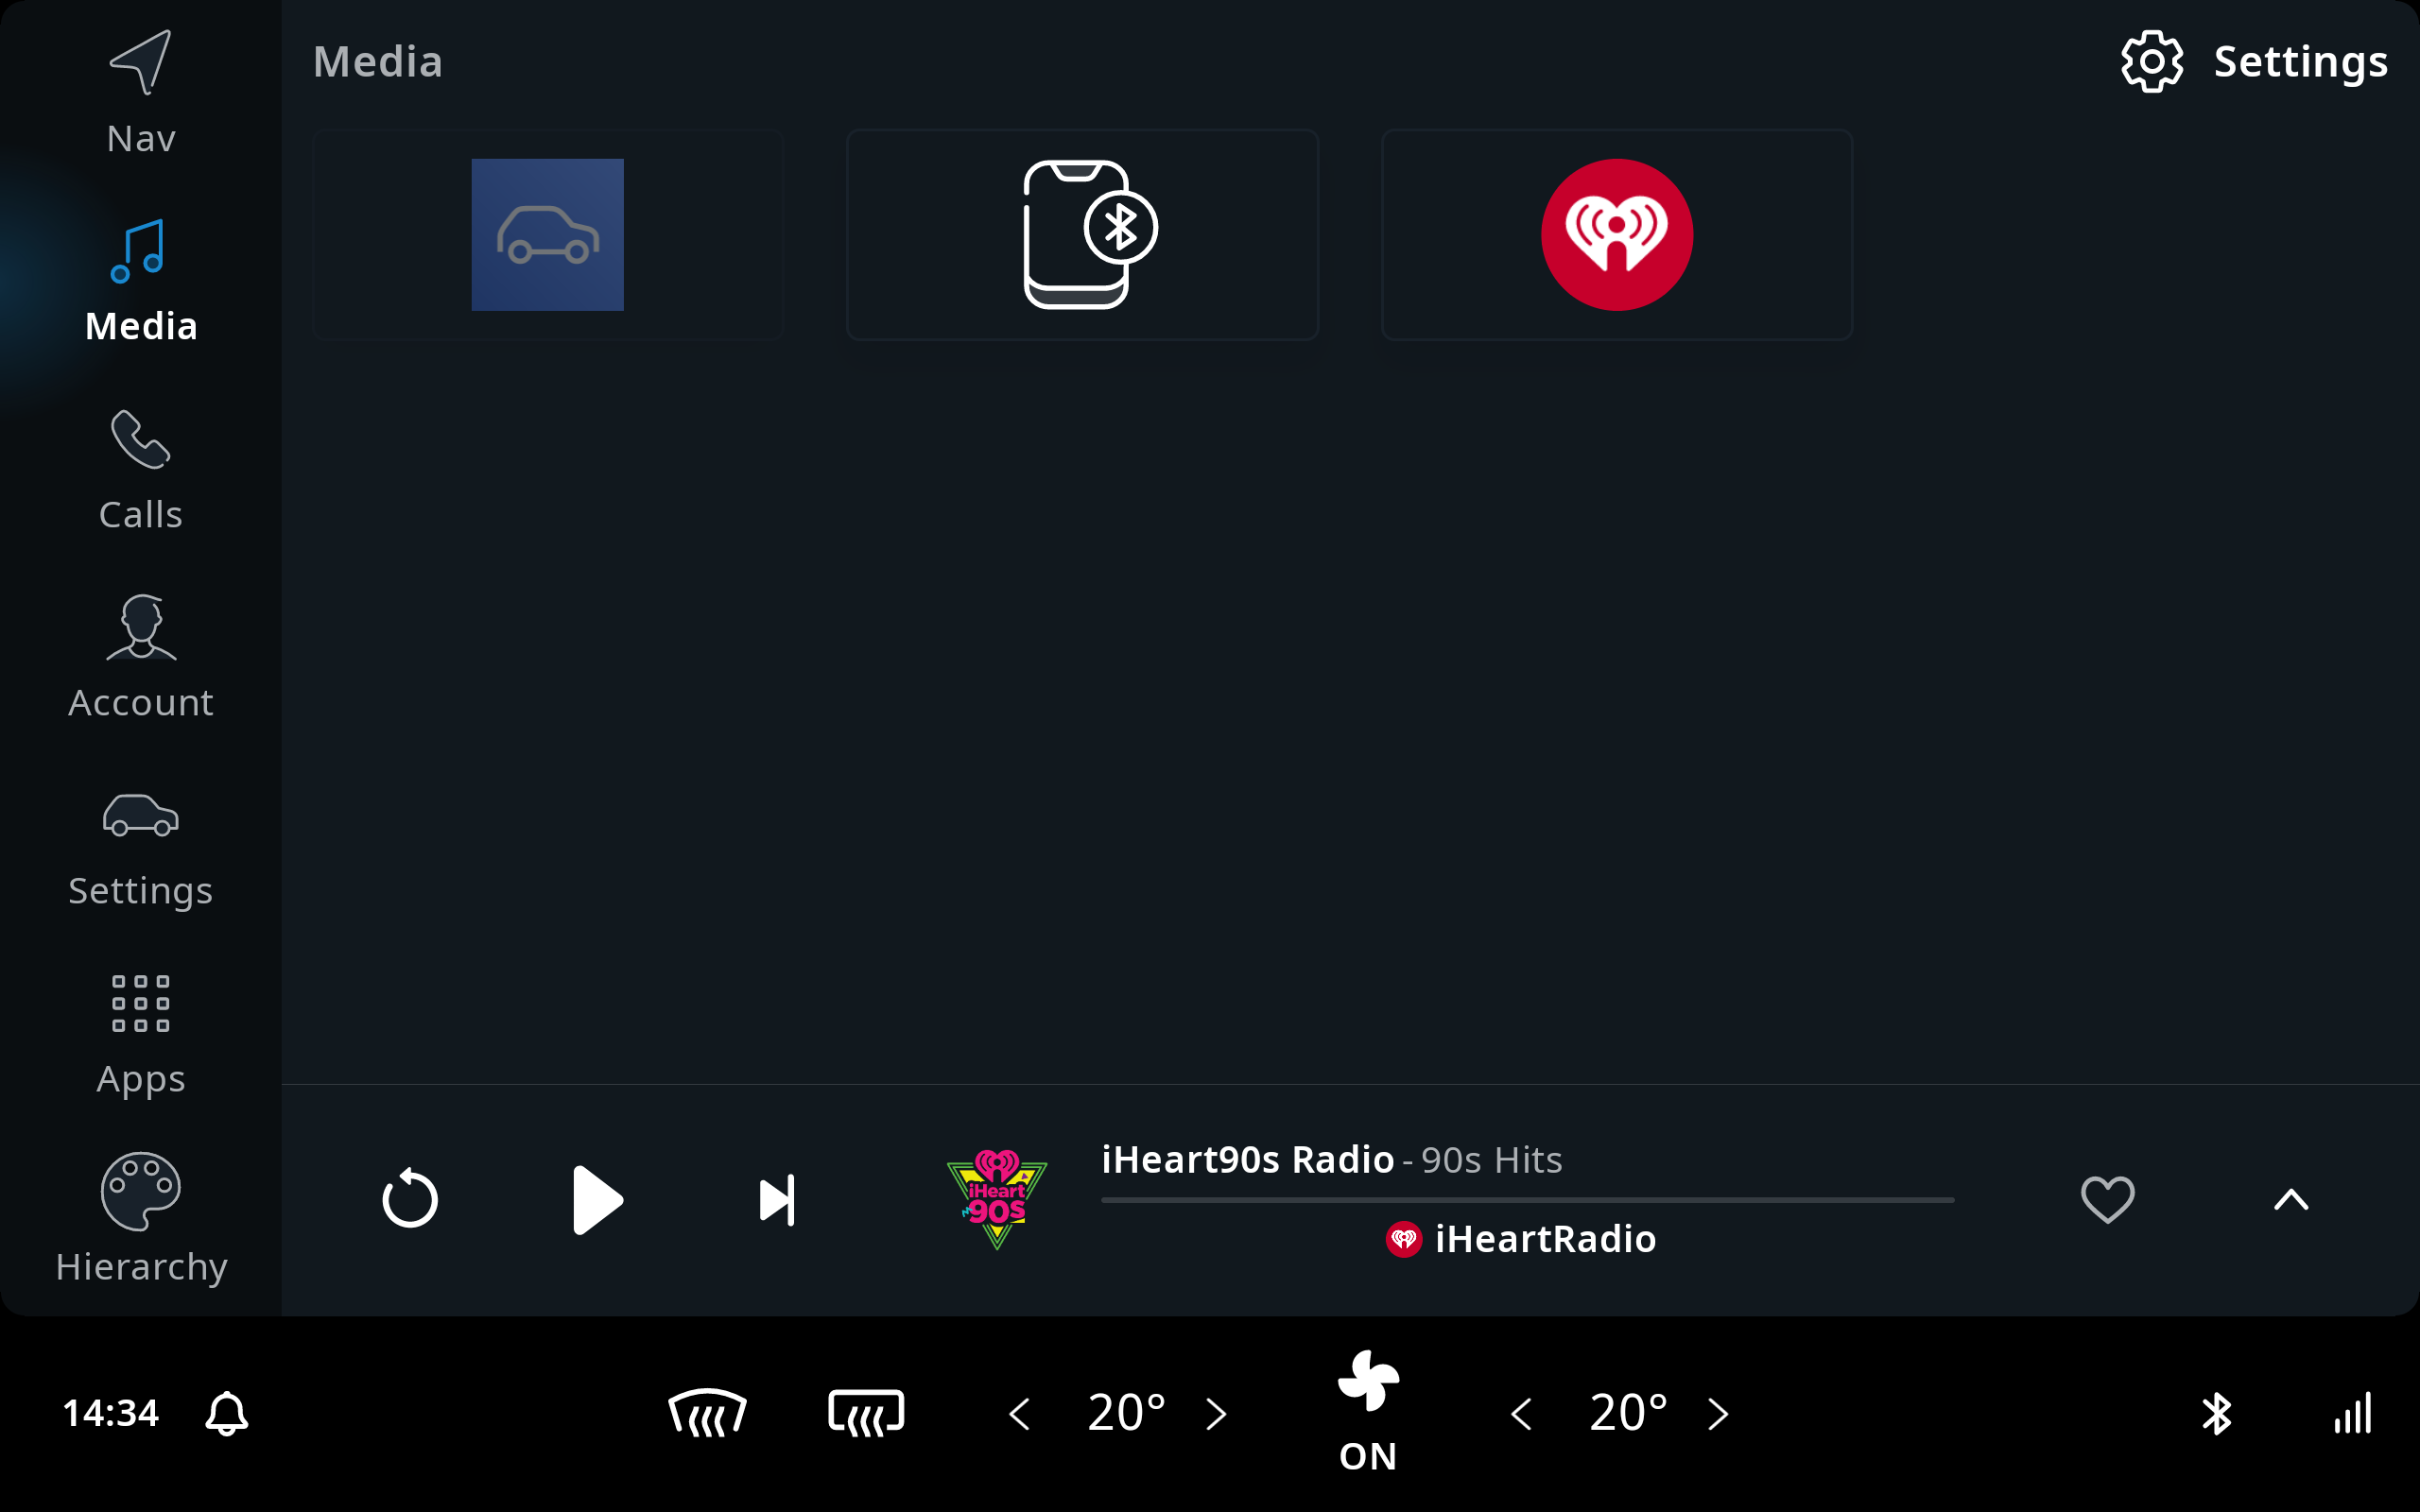 Nav
Media
Calls
Account
Settings
Apps
Hierarchy
Media
Settings
iHeart90s Radio - 90s Hits
iHeart
90s
iHeartRadio
14:34
20°
ON
20°